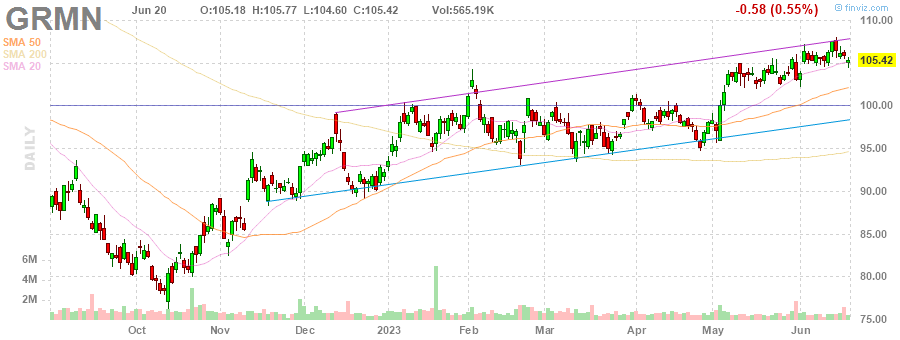 GRMN Jun 20 O:105.18 H:105.77 L:104.60 C:105.42 Vol:565.19K -0.58 (0.55%) © finviz.com
SMA 50
SMA 200
SMA 20
110.00
105.42
100.00
95.00
90.00
85.00
80.00
75.00
DAILY
6M
4M
2M
Oct Nov Dec 2023 Feb Mar Apr May Jun